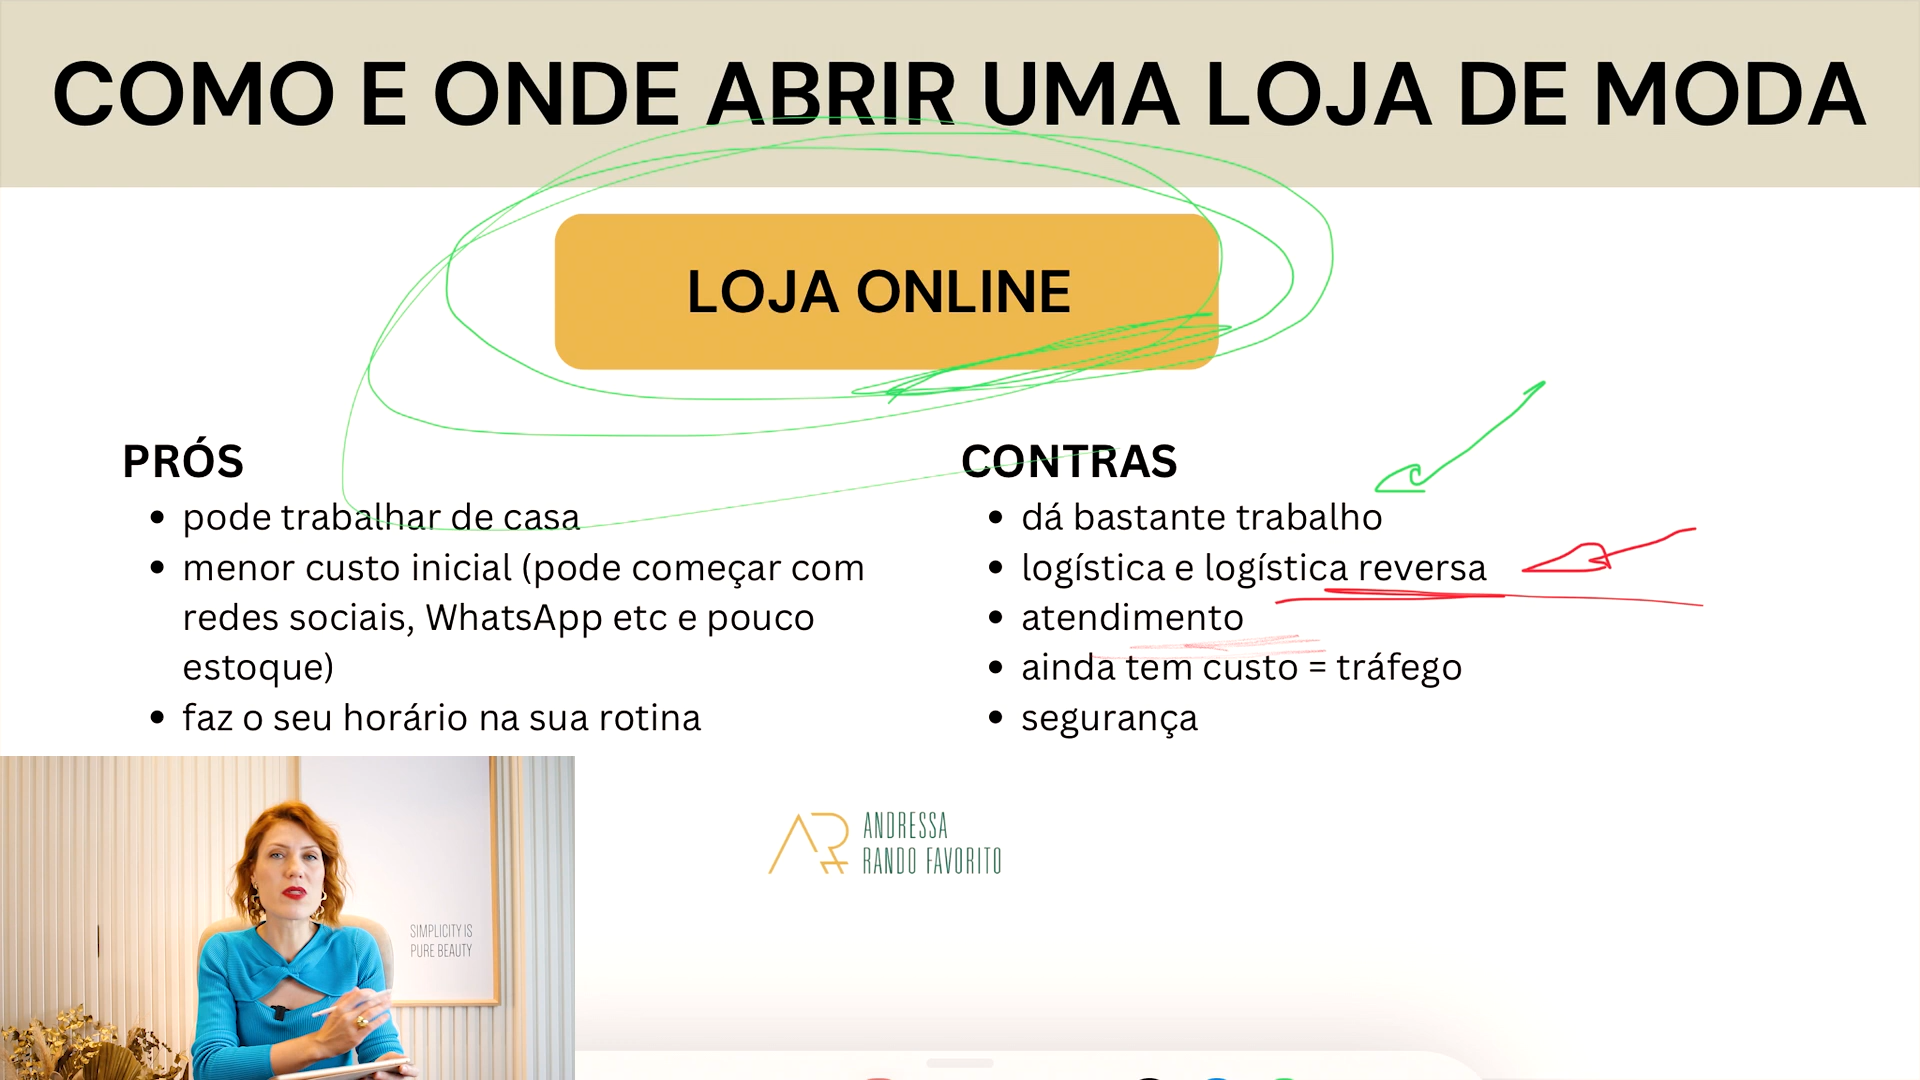 COMO E ONDE ABRIR UMA LOJA DE MODA
LOJA ONLINE
PRÓS
• pode trabalhar de casa
• menor custo inicial (pode começar com
redes sociais, WhatsApp etc e pouco
estoque)
• faz o seu horário na sua rotina
CONTRAS
• dá bastante trabalho
• logística e logística reversa
• atendimento
• ainda tem custo = tráfego
• segurança
SIMPLICITY IS
PURE BEAUTY
ANDRESSA
RANDO FAVORITO